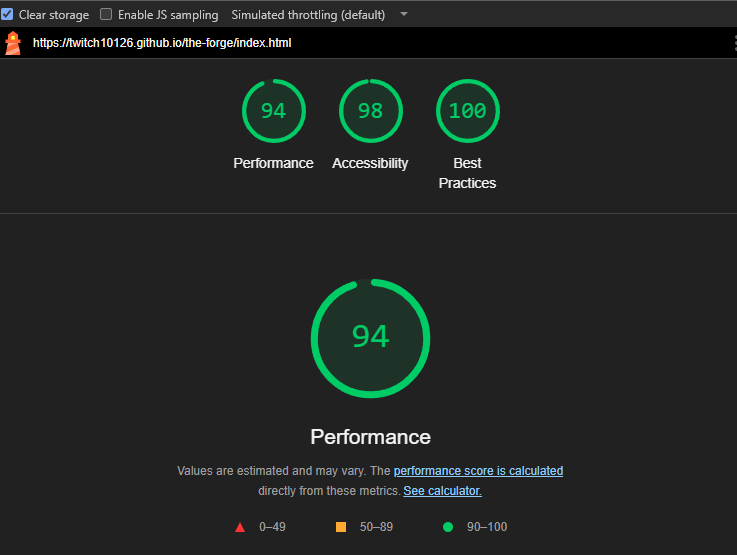 Clear storage Enable JS sampling Simulated throttling (default)
https://twitch10126.github.io/the-forge/index.html
94 98 100
Performance Accessibility Best
Practices
94
Performance
Values are estimated and may vary. The performance score is calculated
directly from these metrics. See calculator.
0–49 50–89 90–100